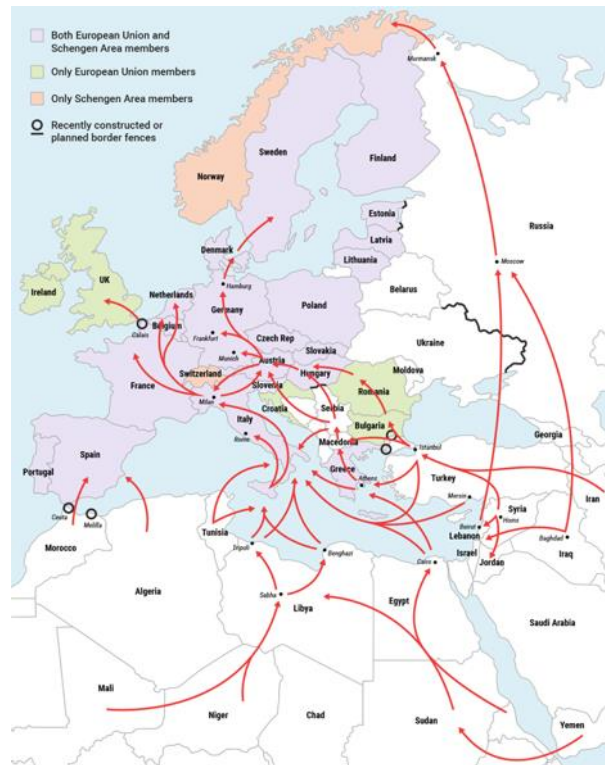 Both European Union and
Schengen Area members
Only European Union members
Only Schengen Area members
Recently constructed or
planned border fences
Murmansk
Sweden
Finland
Norway
Russia
Estonia
Latvia
Lithuania
Moscow
Denmark
Hamburg
Belarus
Ireland
UK
Netherlands
Poland
Germany
Calais
Belgium
Frankfurt
Czech Rep
Ukraine
Munich
Slovakia
Austria
France
Switzerland
Hungary
Moldova
Slovenia
Milan
Romania
Croatia
Serbia
Italy
Rome
Bulgaria
Georgia
Macedonia
Istanbul
Portugal
Spain
Greece
Athens
Turkey
Iran
Mersin
Syria
Homs
Ceuta
Melilla
Tunisia
Beirut
Lebanon
Baghdad
Morocco
Tripoli
Benghazi
Israel
Iraq
Cairo
Jordan
Algeria
Sabha
Libya
Egypt
Saudi Arabia
Mali
Niger
Chad
Sudan
Yemen